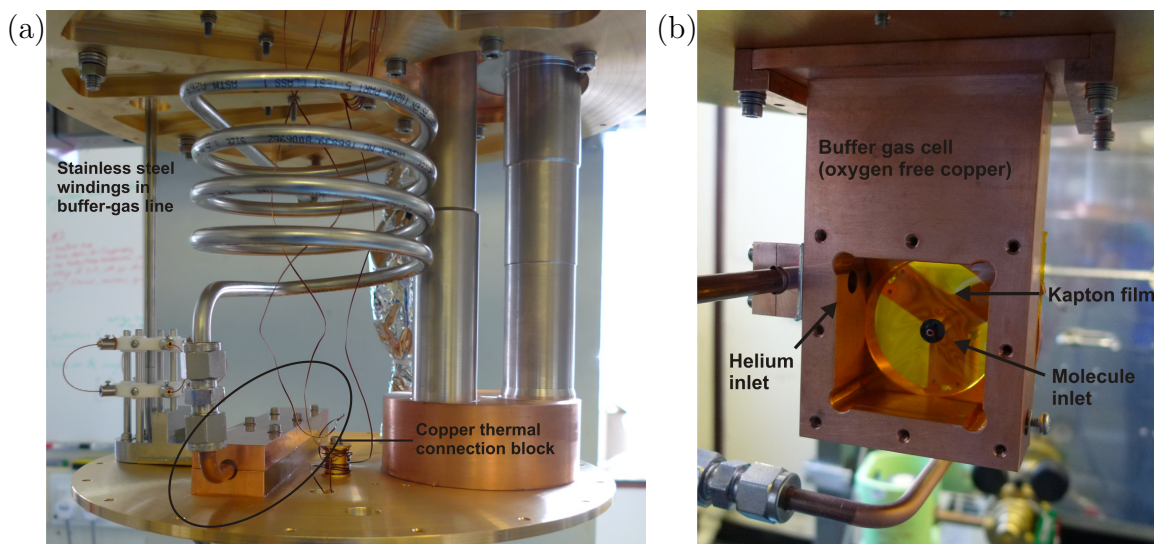 (a)
Stainless steel
windings in
buffer-gas line
Copper thermal
connection block
(b)
Buffer gas cell
(oxygen free copper)
Kapton film
Helium
inlet
Molecule
inlet